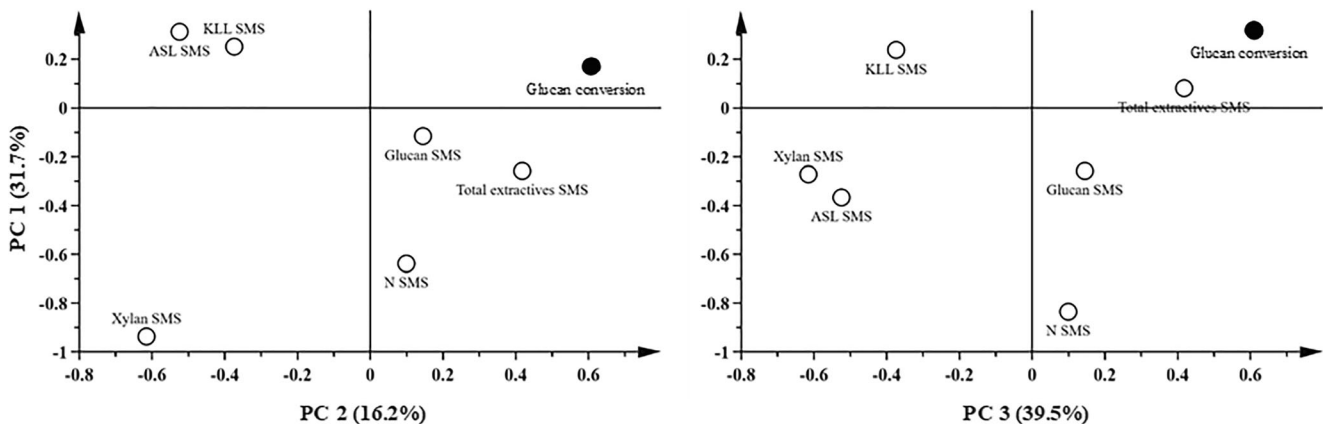 0.2
0
-0.2
-0.4
-0.6
-0.8
-1
PC 1 (31.7%)
ASL SMS
KLL SMS
Glucan conversion
Glucan SMS
Total extractives SMS
N SMS
Xylan SMS
-0.8
-0.6
-0.4
-0.2
0
0.2
0.4
0.6
PC 2 (16.2%)
0.2
0
-0.2
-0.4
-0.6
-0.8
-1
KLL SMS
Glucan conversion
Total extractives SMS
Xylan SMS
ASL SMS
Glucan SMS
N SMS
-0.8
-0.6
-0.4
-0.2
0
0.2
0.4
0.6
PC 3 (39.5%)